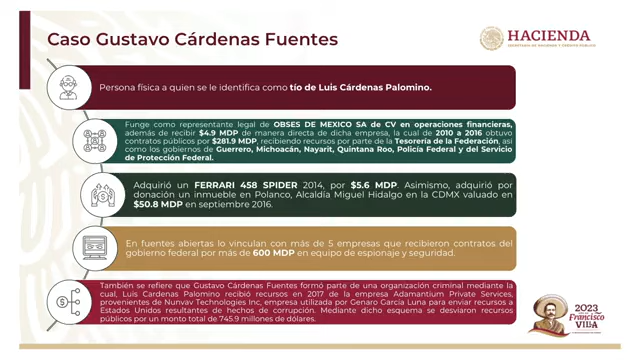 Caso Gustavo Cárdenas Fuentes
HACIENDA
SECRETARÍA DE HACIENDA Y CRÉDITO PÚBLICO
Persona física a quien se le identifica como tío de Luis Cárdenas Palomino.
Funge como representante legal de OBSES DE MEXICO SA de CV en operaciones financieras,
además de recibir $4.9 MDP de manera directa de dicha empresa, la cual de 2010 a 2016 obtuvo
contratos públicos por $281.9 MDP, recibiendo recursos por parte de la Tesorería de la Federación, así
como los gobiernos de Guerrero, Michoacán, Nayarit, Quintana Roo, Policía Federal y del Servicio
de Protección Federal.
Adquirió un FERRARI 458 SPIDER 2014, por $5.6 MDP. Asimismo, adquirió por
donación un inmueble en Polanco, Alcaldía Miguel Hidalgo en la CDMX valuado en
$50.8 MDP en septiembre 2016.
En fuentes abiertas lo vinculan con más de 5 empresas que recibieron contratos del
gobierno federal por más de 600 MDP en equipo de espionaje y seguridad.
También se refiere que Gustavo Cárdenas Fuentes formó parte de una organización criminal mediante la
cual, Luis Cardenas Palomino recibió recursos en 2017 de la empresa Adamantium Private Services,
provenientes de Nunvav Technologies Inc, empresa utilizada por Genaro García Luna para enviar recursos a
Estados Unidos resultantes de hechos de corrupción. Mediante dicho esquema se desviaron recursos
públicos por un monto total de 745.9 millones de dólares.
2023
Francisco
VILLA